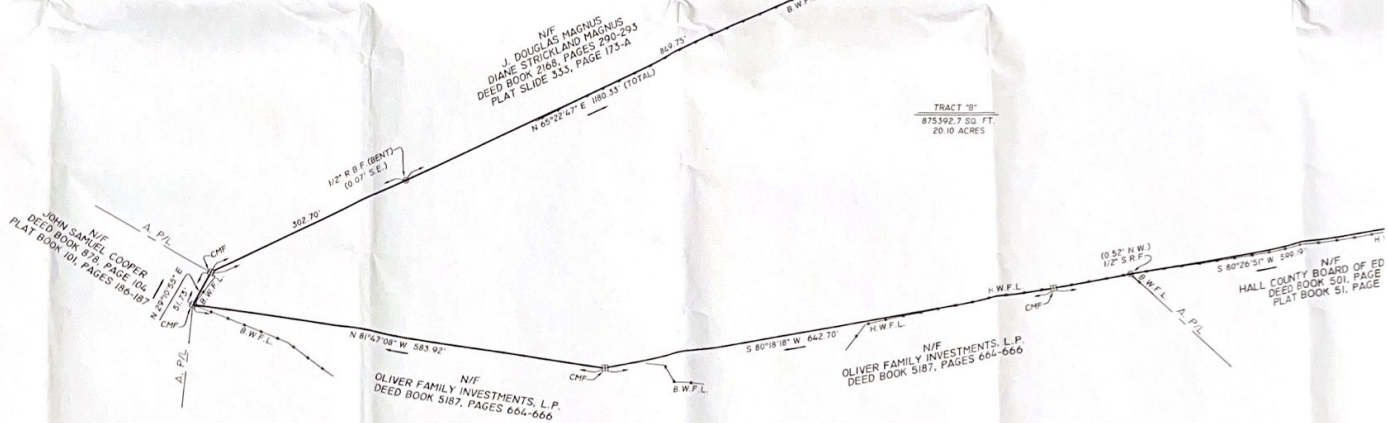 B.W.F.L.
N/F
J. DOUGLAS MAGNUS
DIANE STRICKLAND MAGNUS
DEED BOOK 2168, PAGES 290-293
PLAT SLIDE 333, PAGE 173-A
849.75'
N 65°22'47" E 1180.33' (TOTAL)
TRACT "B"
875392.7 SQ. FT.
20.10 ACRES
1/2" R.B.F. (BENT)
(0.07' S.E.)
302.70'
N/F
JOHN SAMUEL COOPER
DEED BOOK 878, PAGE 104
PLAT BOOK 101, PAGES 186-187
A. P/L
CMF
N 29°10'55" E
51.73'
B.W.F.L.
CMF
A. P/L
B.W.F.L.
N 81°47'08" W 583.92'
N/F
OLIVER FAMILY INVESTMENTS, L.P.
DEED BOOK 5187, PAGES 664-666
CMF
B.W.F.L.
S 80°18'18" W 642.70'
H.W.F.L.
H.W.F.L.
CMF
N/F
OLIVER FAMILY INVESTMENTS, L.P.
DEED BOOK 5187, PAGES 664-666
(0.52' N.W.)
1/2" S.R.F.
B.W.F.L.
A. P/L
S 80°26'51" W 599.19'
N/F
HALL COUNTY BOARD OF ED
DEED BOOK 501, PAGE
PLAT BOOK 51, PAGE